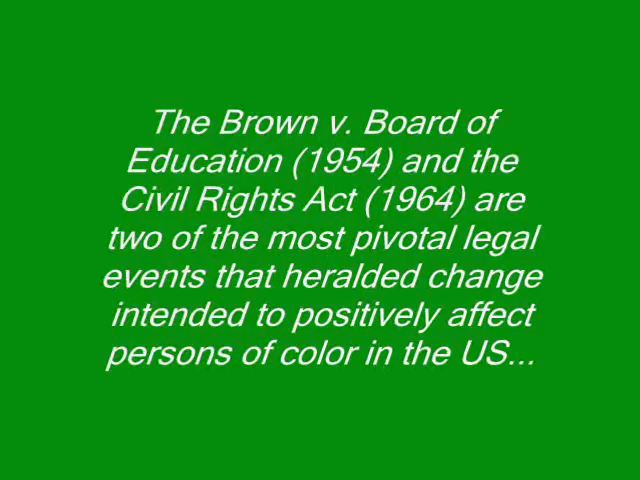 The Brown v. Board of
Education (1954) and the
Civil Rights Act (1964) are
two of the most pivotal legal
events that heralded change
intended to positively affect
persons of color in the US...